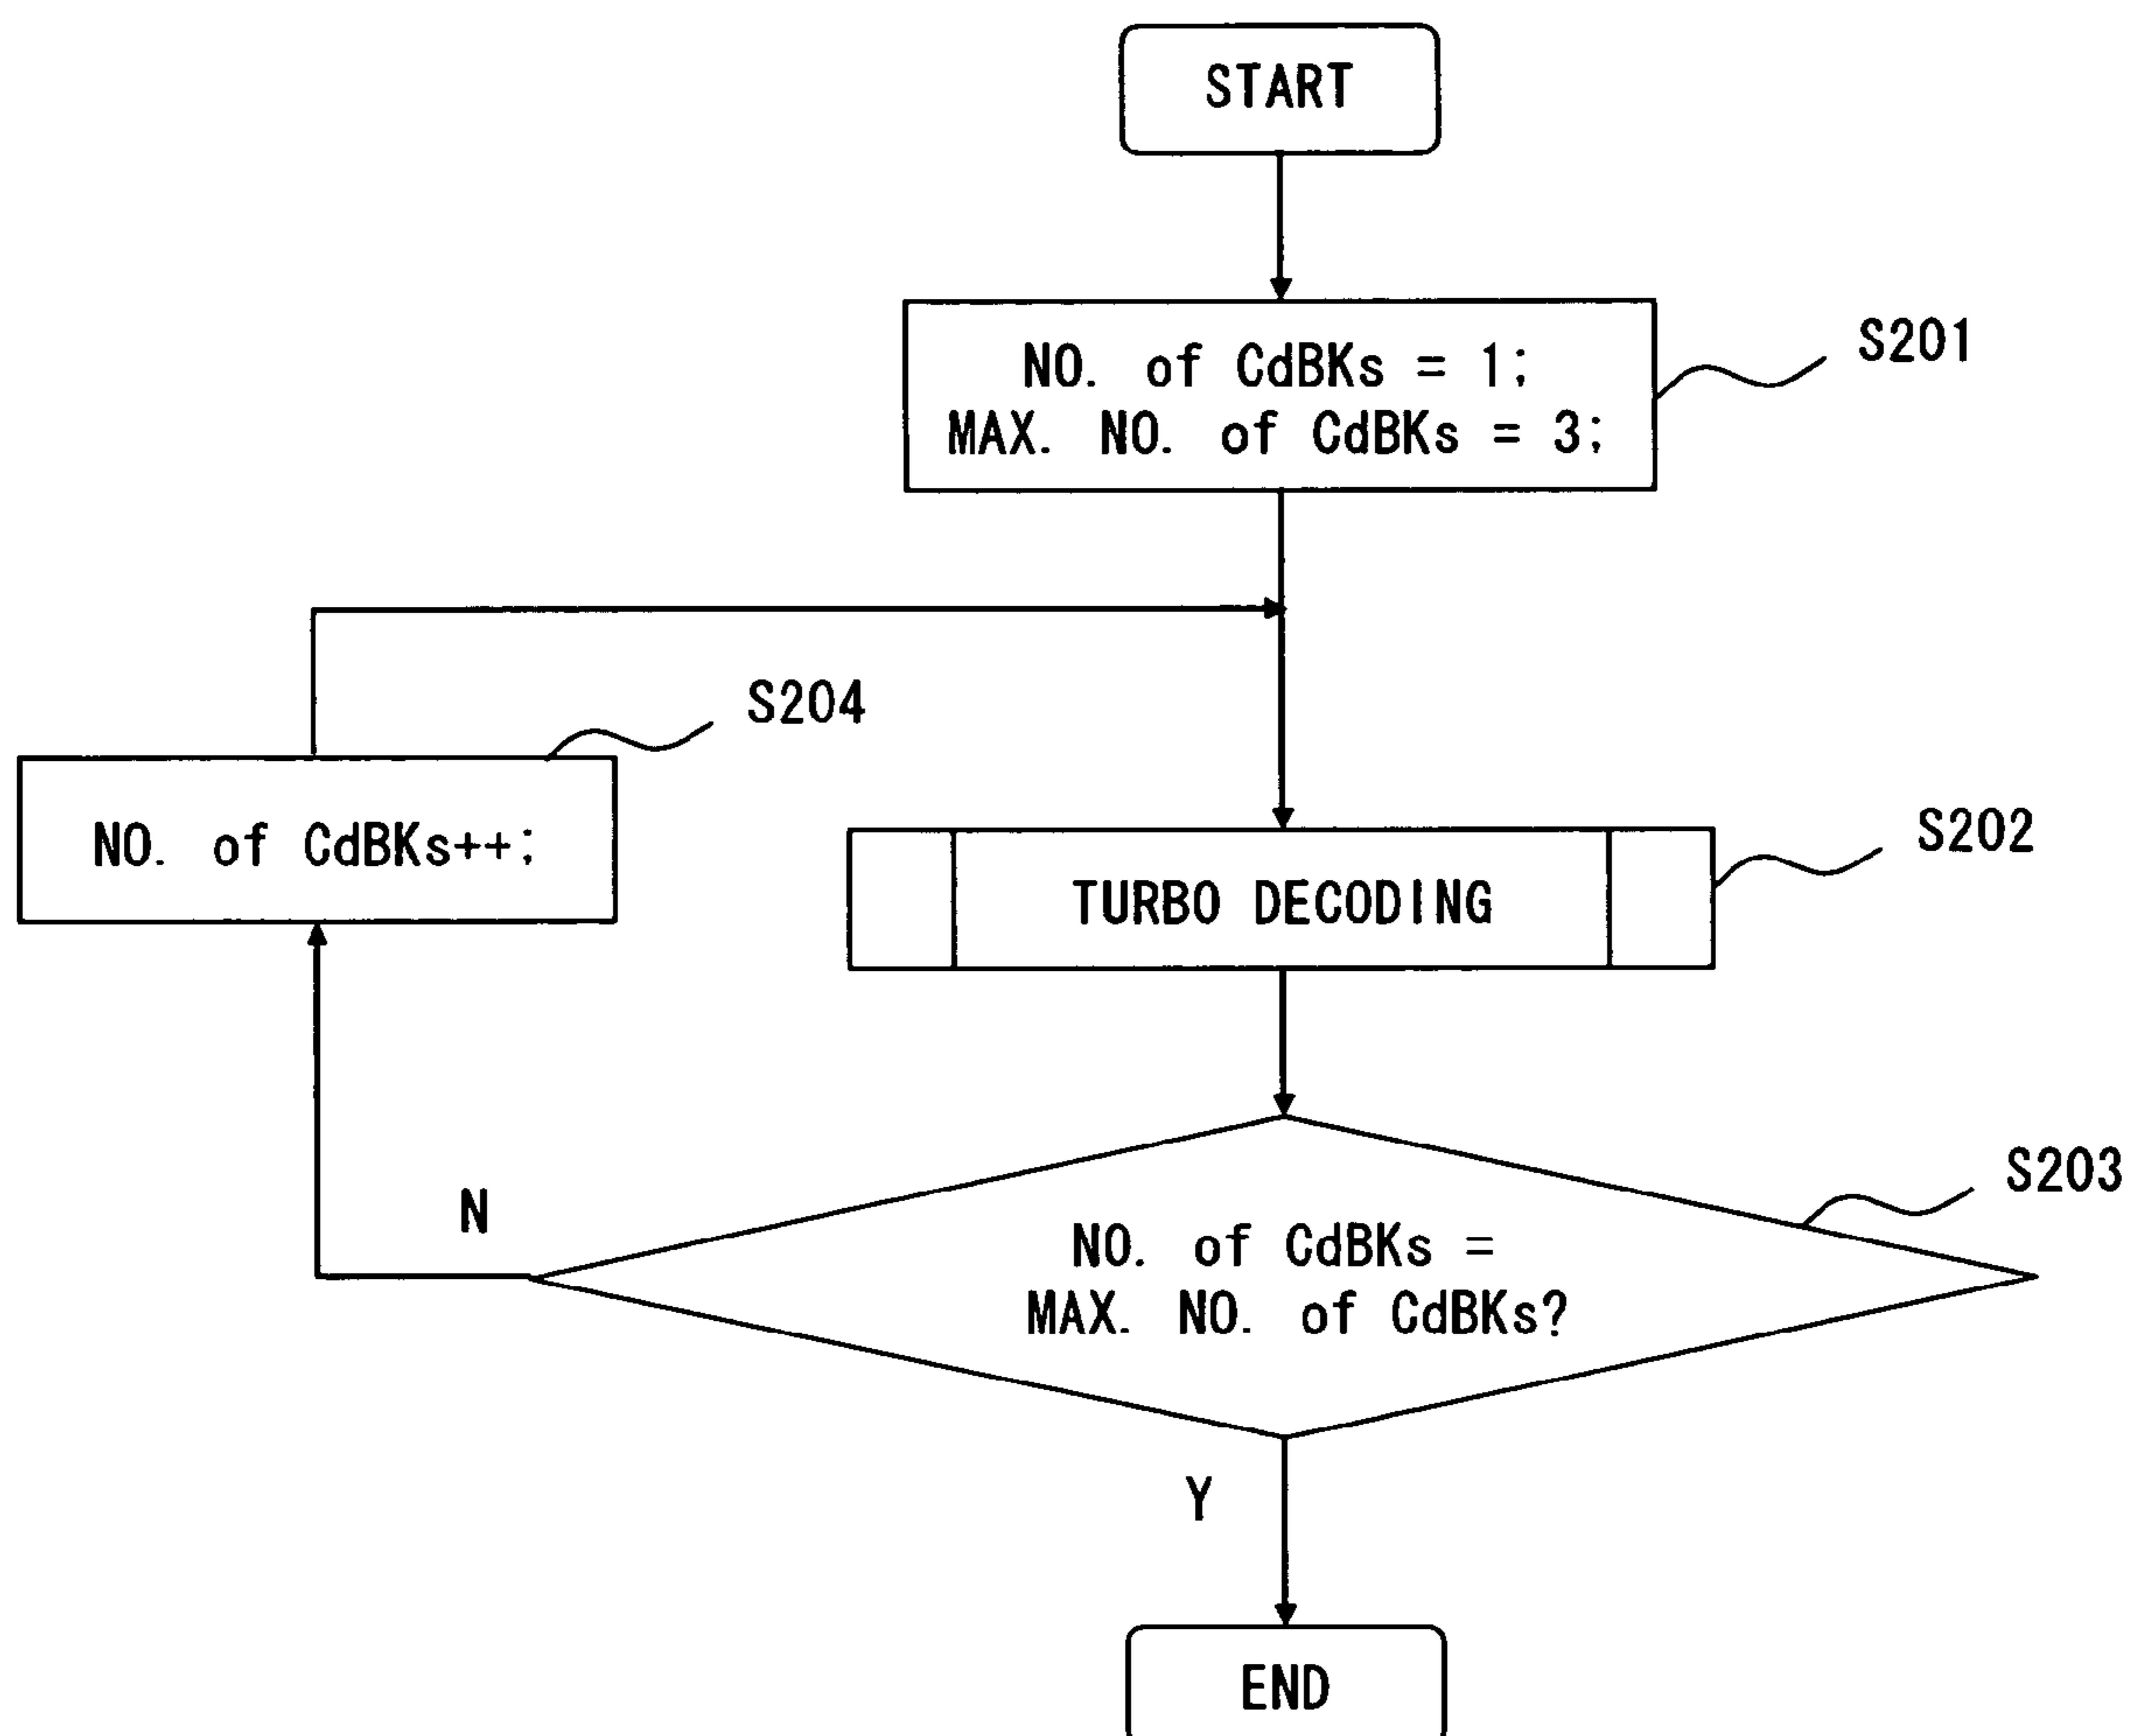 START
NO. of CdBKs = 1;
MAX. NO. of CdBKs = 3;
S201
S204
NO. of CdBKs++;
TURBO DECODING
S202
S203
N
NO. of CdBKs =
MAX. NO. of CdBKs?
Y
END